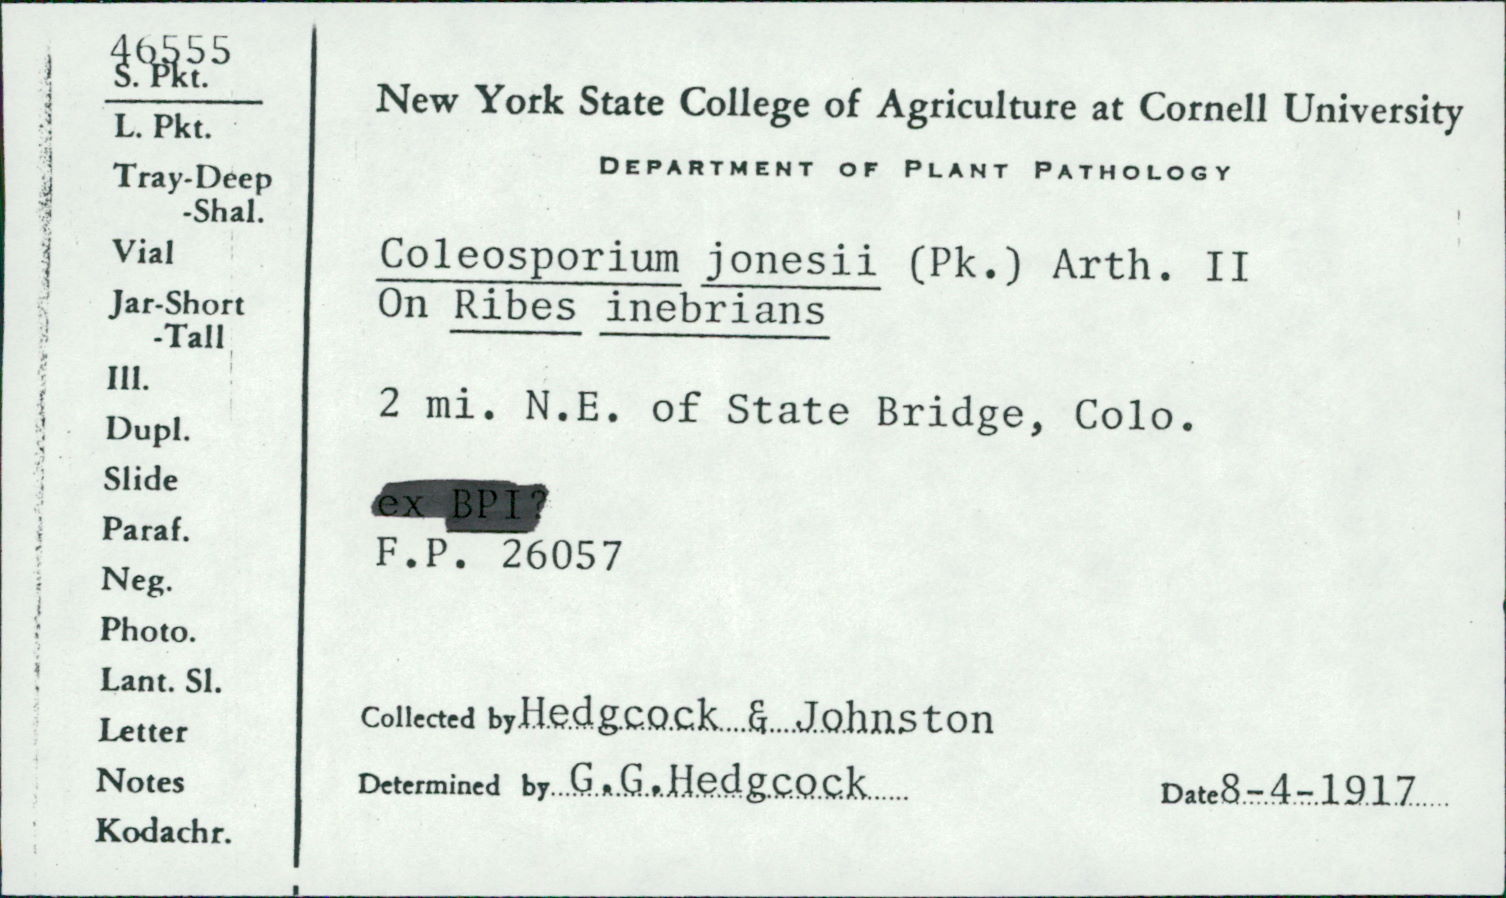 46555
S. Pkt.
L. Pkt.
Tray-Deep
-Shal.
Vial
Jar-Short
-Tall
Ill.
Dupl.
Slide
Paraf.
Neg.
Photo.
Lant. Sl.
Letter
Notes
Kodachr.
New York State College of Agriculture at Cornell University
DEPARTMENT OF PLANT PATHOLOGY
Coleosporium jonesii (Pk.) Arth. II
On Ribes inebrians
2 mi. N.E. of State Bridge, Colo.
ex BPI?
F.P. 26057
Collected by Hedgcock & Johnston
Determined by G.G.Hedgcock
Date 8-4-1917